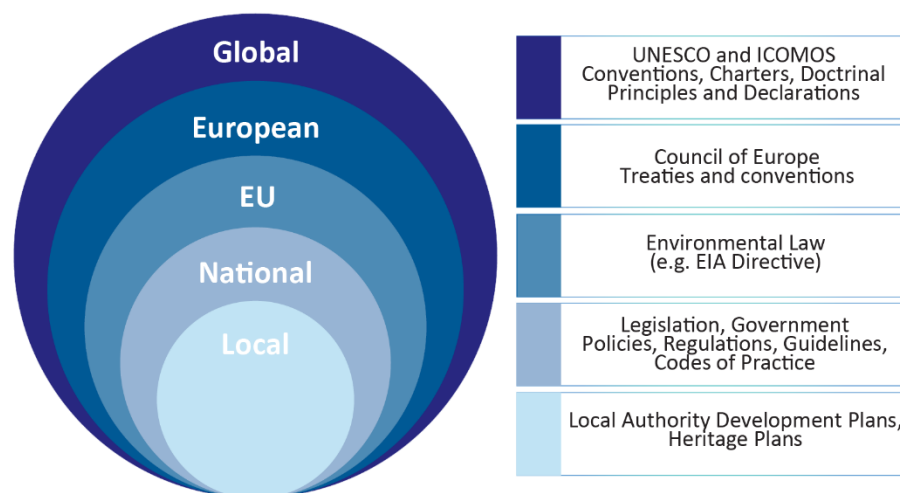 Global
European
EU
National
Local
UNESCO and ICOMOS
Conventions, Charters, Doctrinal
Principles and Declarations
Council of Europe
Treaties and conventions
Environmental Law
(e.g. EIA Directive)
Legislation, Government
Policies, Regulations, Guidelines,
Codes of Practice
Local Authority Development Plans,
Heritage Plans